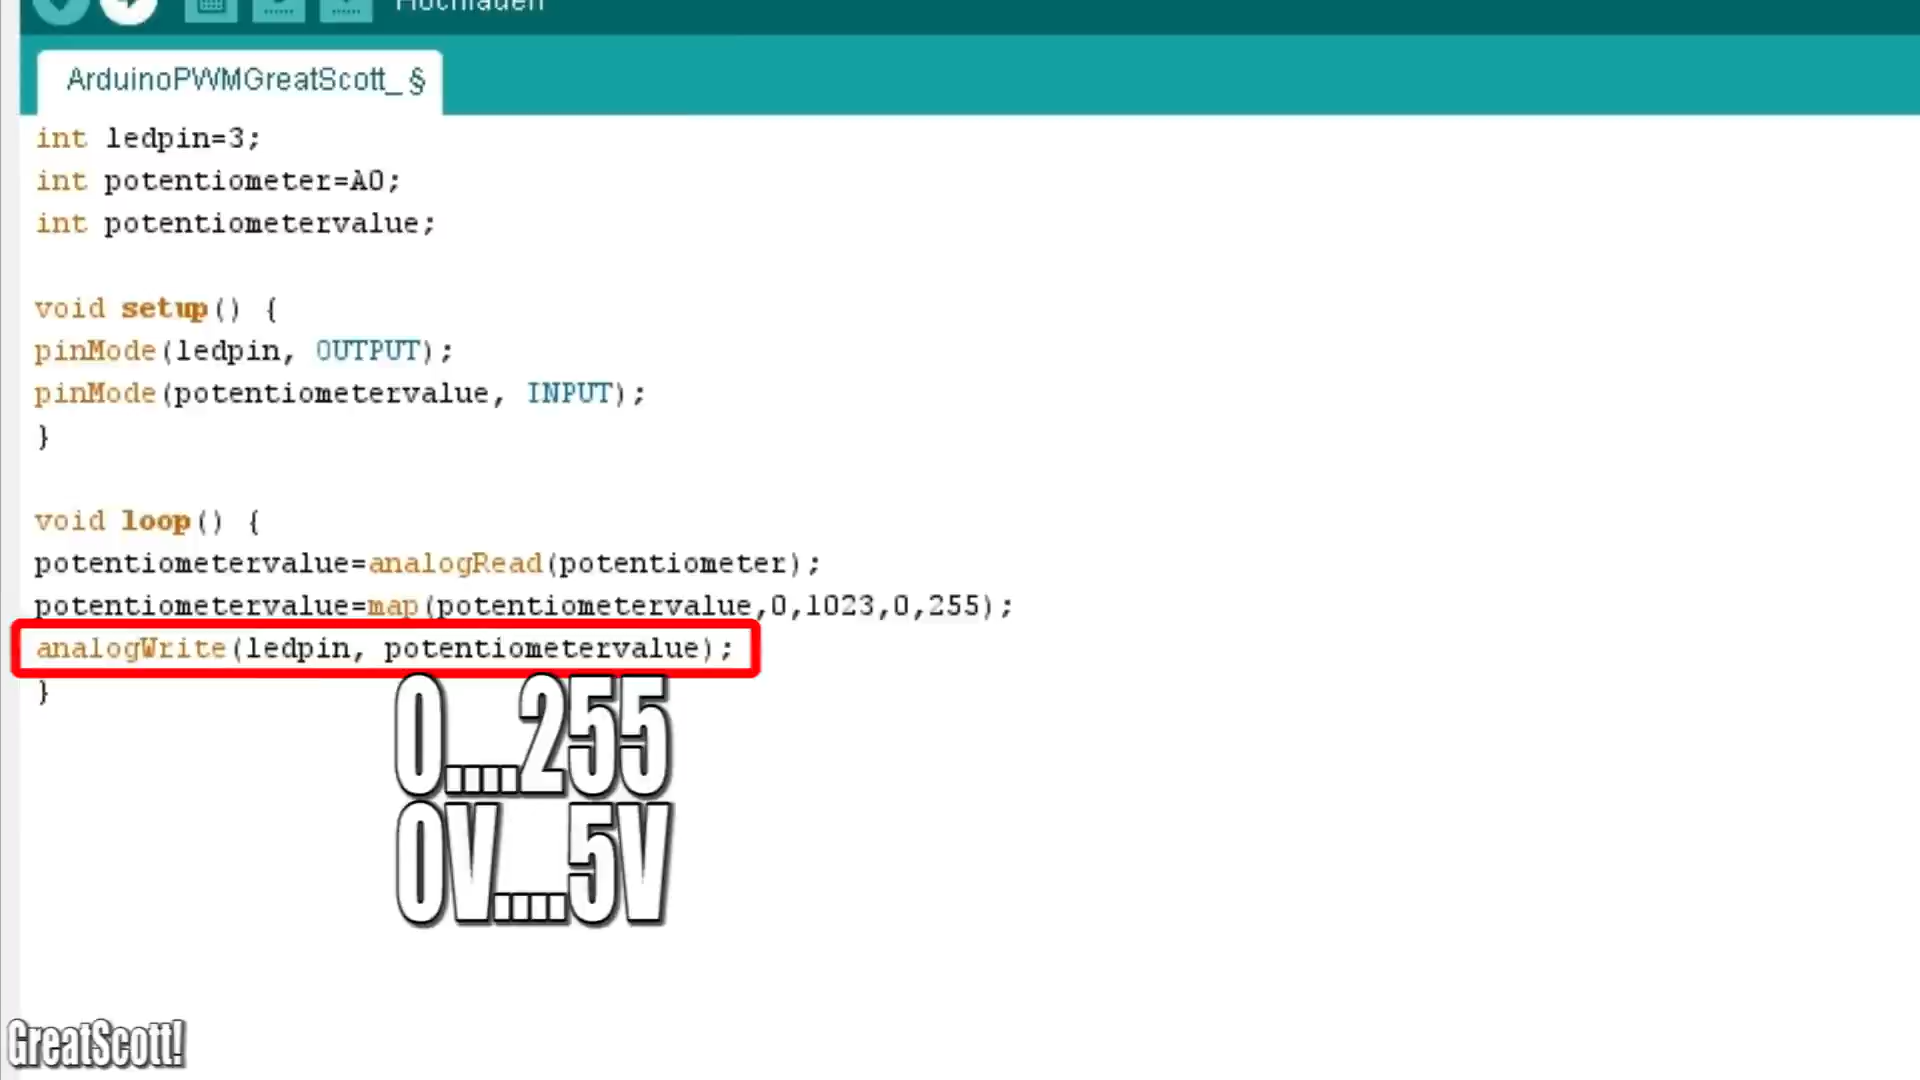 Hochladen
ArduinoPWMGreatScott_ §
int ledpin=3;
int potentiometer=A0;
int potentiometervalue;
void setup() {
pinMode(ledpin, OUTPUT);
pinMode(potentiometervalue, INPUT);
}
void loop() {
potentiometervalue=analogRead(potentiometer);
potentiometervalue=map(potentiometervalue,0,1023,0,255);
analogWrite(ledpin, potentiometervalue);
}
0....255
0V....5V
GreatScott!